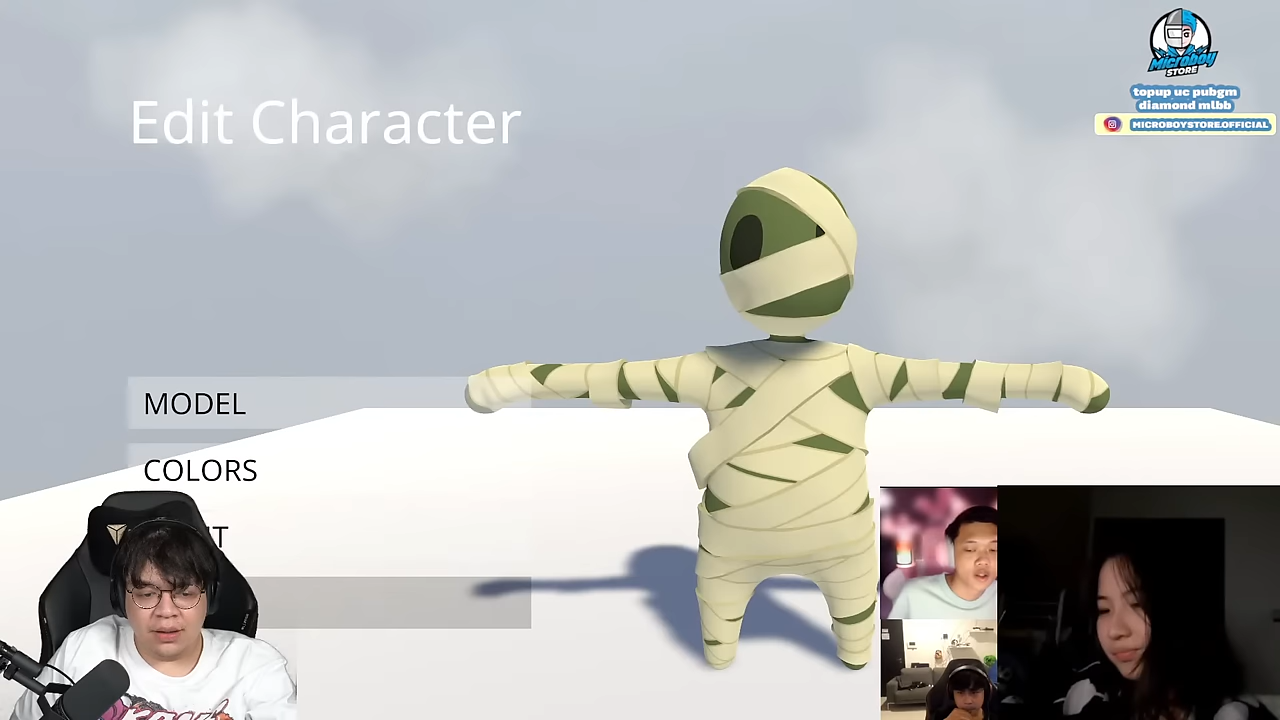 Edit Character
Microboy
STORE
topup uc pubgm
diamond mlbb
MICROBOYSTORE.OFFICIAL
MODEL
COLORS